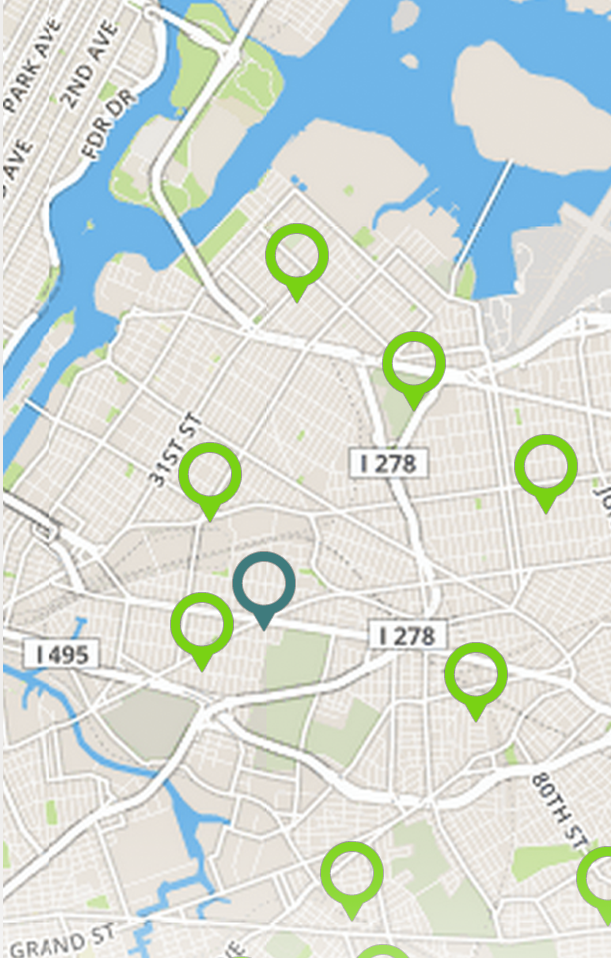 PARK AVE
2ND AVE
FDR DR
AVE
31ST ST
I 278
I 278
I 495
80TH ST
GRAND ST